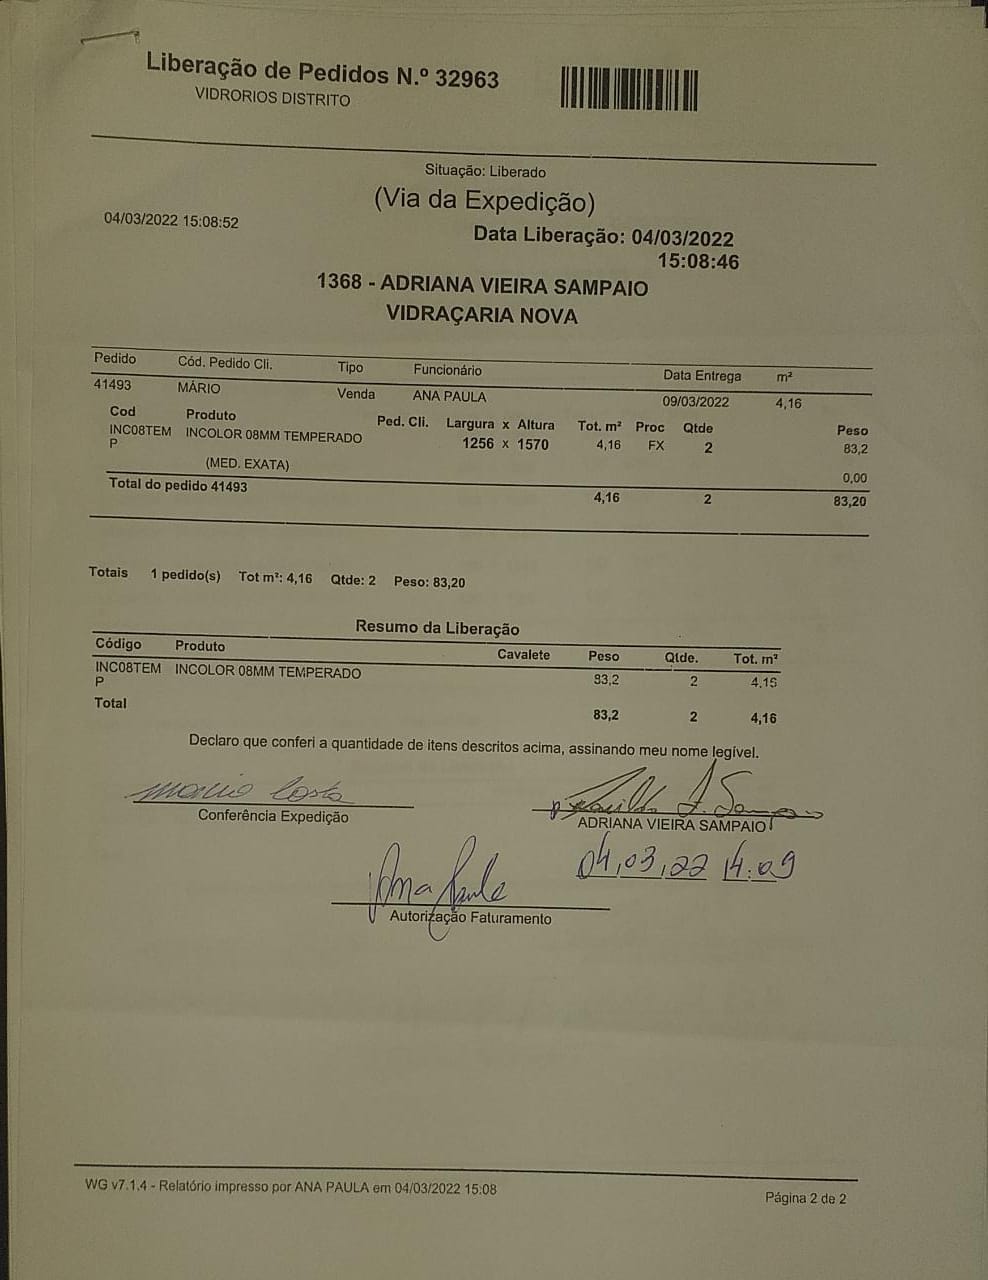 Liberação de Pedidos N.º 32963
VIDRORIOS DISTRITO
Situação: Liberado
(Via da Expedição)
04/03/2022 15:08:52
Data Liberação: 04/03/2022
15:08:46
1368 - ADRIANA VIEIRA SAMPAIO
VIDRAÇARIA NOVA
Pedido Cód. Pedido Cli. Tipo Funcionário Data Entrega m²
41493 MÁRIO Venda ANA PAULA 09/03/2022 4,16
Cod Produto Ped. Cli. Largura x Altura Tot. m² Proc Qtde Peso
INC08TEM INCOLOR 08MM TEMPERADO 1256 x 1570 4,16 FX 2 83,2
P
(MED. EXATA) 0,00
Total do pedido 41493 4,16 2 83,20
Totais 1 pedido(s) Tot m²: 4,16 Qtde: 2 Peso: 83,20
Resumo da Liberação
Código Produto Cavalete Peso Qtde. Tot. m²
INC08TEM INCOLOR 08MM TEMPERADO 83,2 2 4,16
P
Total 83,2 2 4,16
Declaro que conferi a quantidade de itens descritos acima, assinando meu nome legível.
Costa
Conferência Expedição
ADRIANA VIEIRA SAMPAIO
04,03,22 14:09
Ana Paula
Autorização Faturamento
WG v7.1.4 - Relatório impresso por ANA PAULA em 04/03/2022 15:08
Página 2 de 2